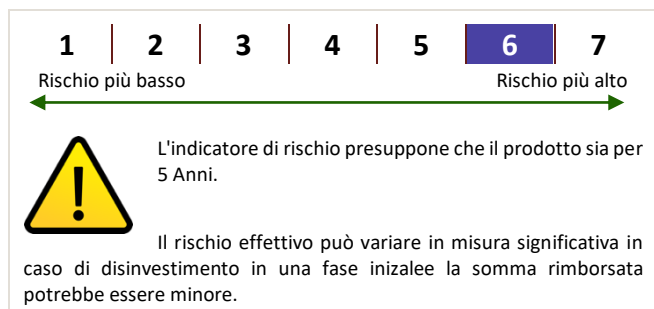 1 2 3 4 5 6 7
Rischio più basso Rischio più alto
L'indicatore di rischio presuppone che il prodotto sia per
5 Anni.
Il rischio effettivo può variare in misura significativa in
caso di disinvestimento in una fase inizalee la somma rimborsata
potrebbe essere minore.